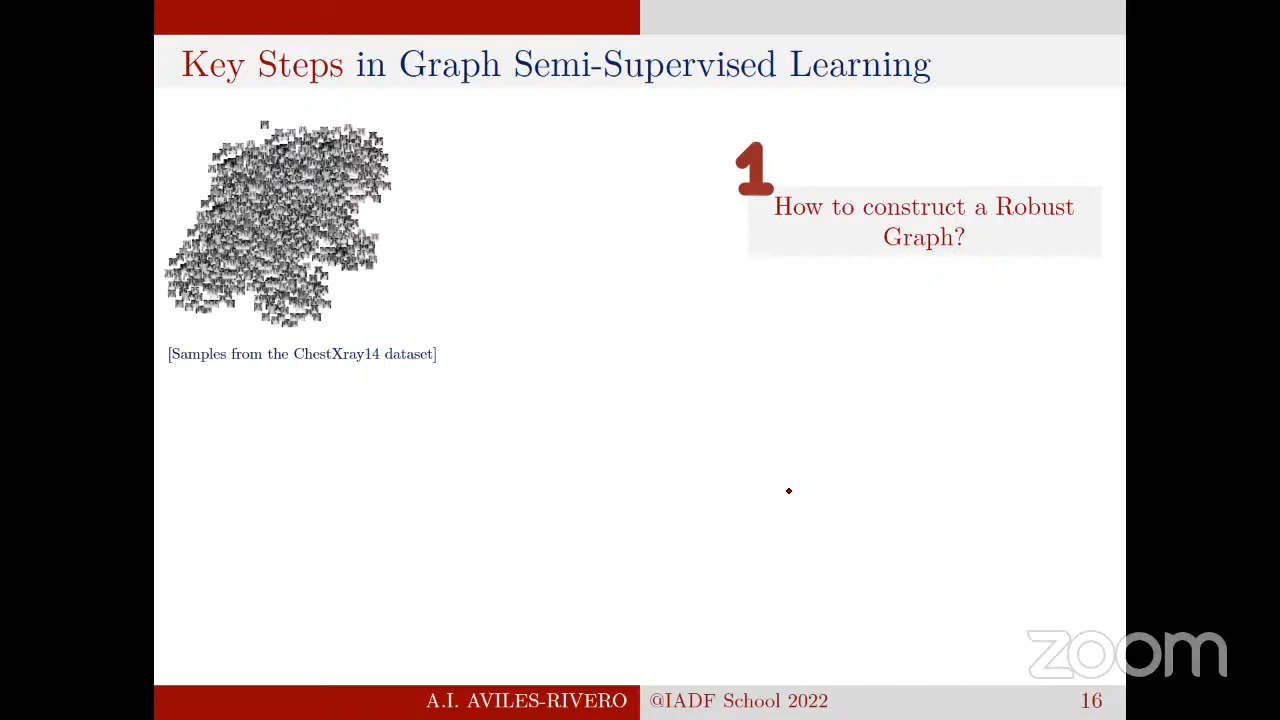 Key Steps in Graph Semi-Supervised Learning
1
How to construct a Robust
Graph?
[Samples from the ChestXray14 dataset]
zoom
A.I. AVILES-RIVERO @IADF School 2022 16